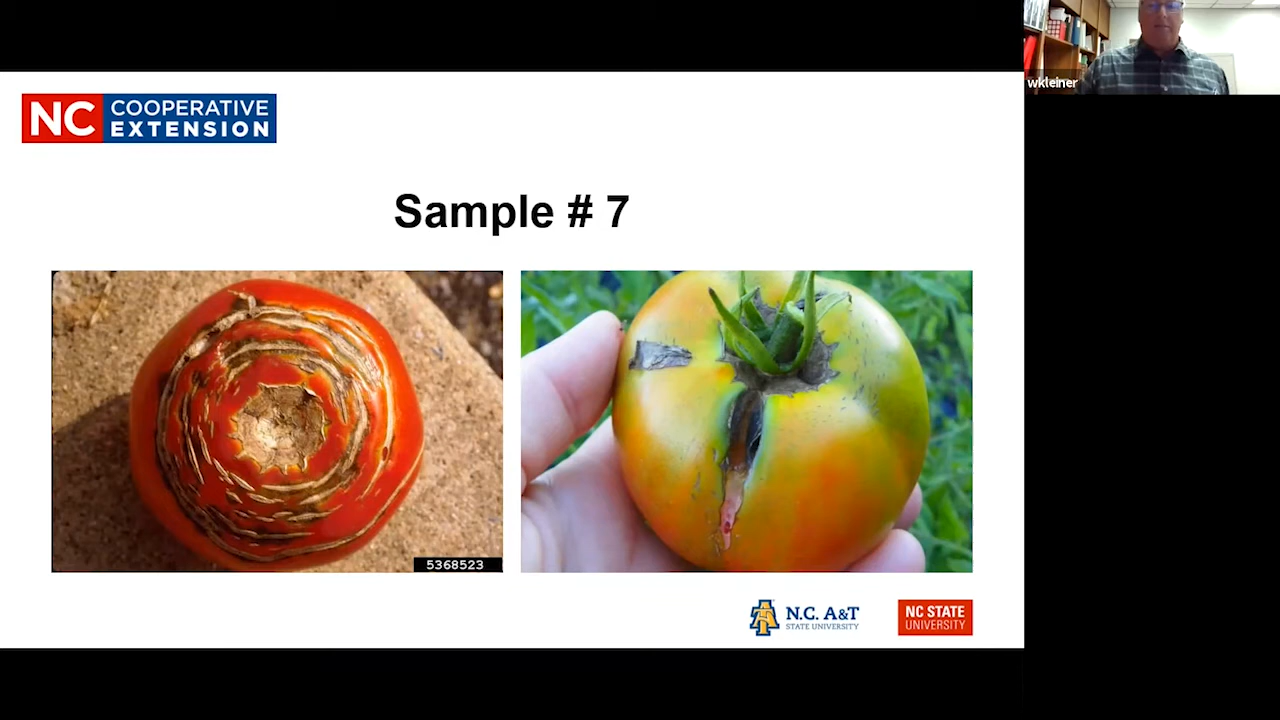 wkleiner
NC COOPERATIVE
EXTENSION
Sample # 7
5368523
N.C. A&T
STATE UNIVERSITY
NC STATE
UNIVERSITY